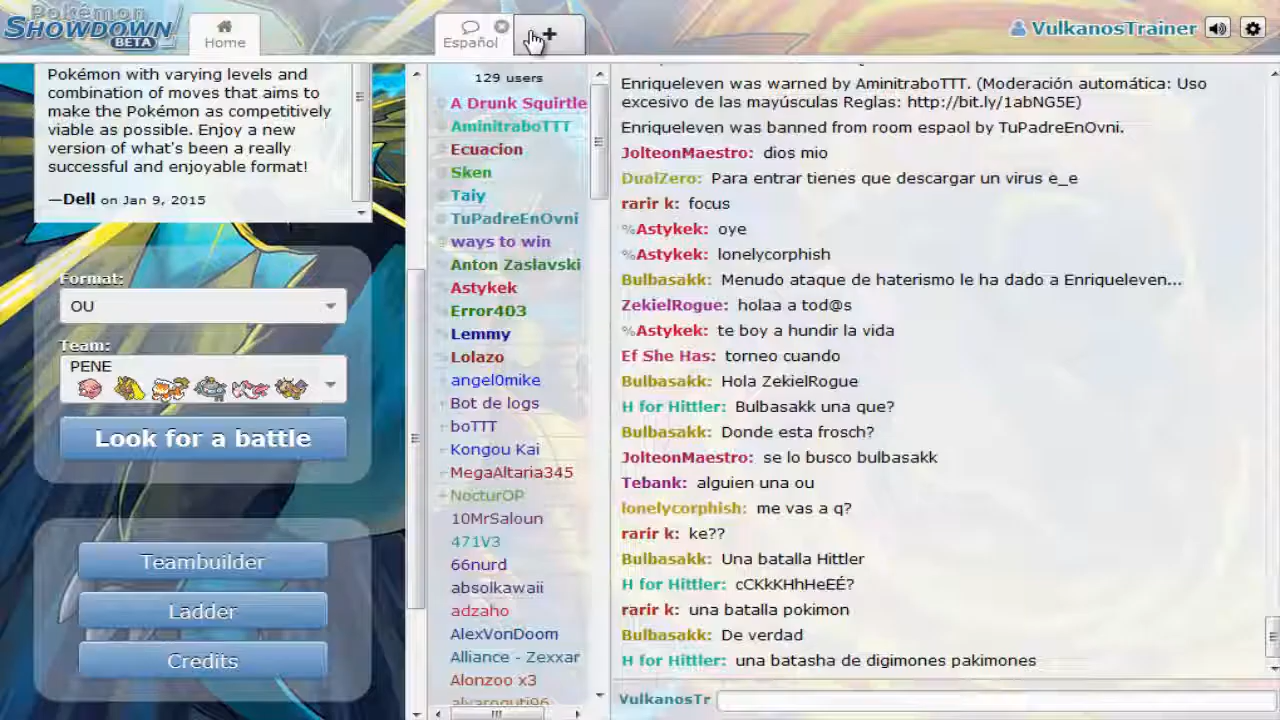 Pokémon
SHOWDOWN
BETA
Home
Español
VulkanosTrainer
Pokémon with varying levels and
combination of moves that aims to
make the Pokémon as competitively
viable as possible. Enjoy a new
version of what's been a really
successful and enjoyable format!
—Dell on Jan 9, 2015
Format:
OU
Team:
PENE
Look for a battle
Teambuilder
Ladder
Credits
129 users
A Drunk Squirtle
AminitraboTTT
Ecuacion
Sken
Taiy
TuPadreEnOvni
ways to win
Anton Zaslavski
Astykek
Error403
Lemmy
Lolazo
angel0mike
Bot de logs
boTTT
Kongou Kai
+MegaAltaria345
+NocturOP
10MrSaloun
471V3
66nurd
absolkawaii
adzaho
AlexVonDoom
Alliance - Zexxar
Alonzoo x3
alvaroguti96
Enriqueleven was warned by AminitraboTTT. (Moderación automática: Uso
excesivo de las mayúsculas Reglas: http://bit.ly/1abNG5E)
Enriqueleven was banned from room espaol by TuPadreEnOvni.
JolteonMaestro: dios mio
DualZero: Para entrar tienes que descargar un virus e_e
rarir k: focus
%Astykek: oye
%Astykek: lonelycorphish
Bulbasakk: Menudo ataque de haterismo le ha dado a Enriqueleven...
ZekielRogue: holaa a tod@s
%Astykek: te boy a hundir la vida
Ef She Has: torneo cuando
Bulbasakk: Hola ZekielRogue
H for Hittler: Bulbasakk una que?
Bulbasakk: Donde esta frosch?
JolteonMaestro: se lo busco bulbasakk
Tebank: alguien una ou
lonelycorphish: me vas a q?
rarir k: ke??
Bulbasakk: Una batalla Hittler
H for Hittler: cCKkKHhHeEÉ?
rarir k: una batalla pokimon
Bulbasakk: De verdad
H for Hittler: una batasha de digimones pakimones
VulkanosTr